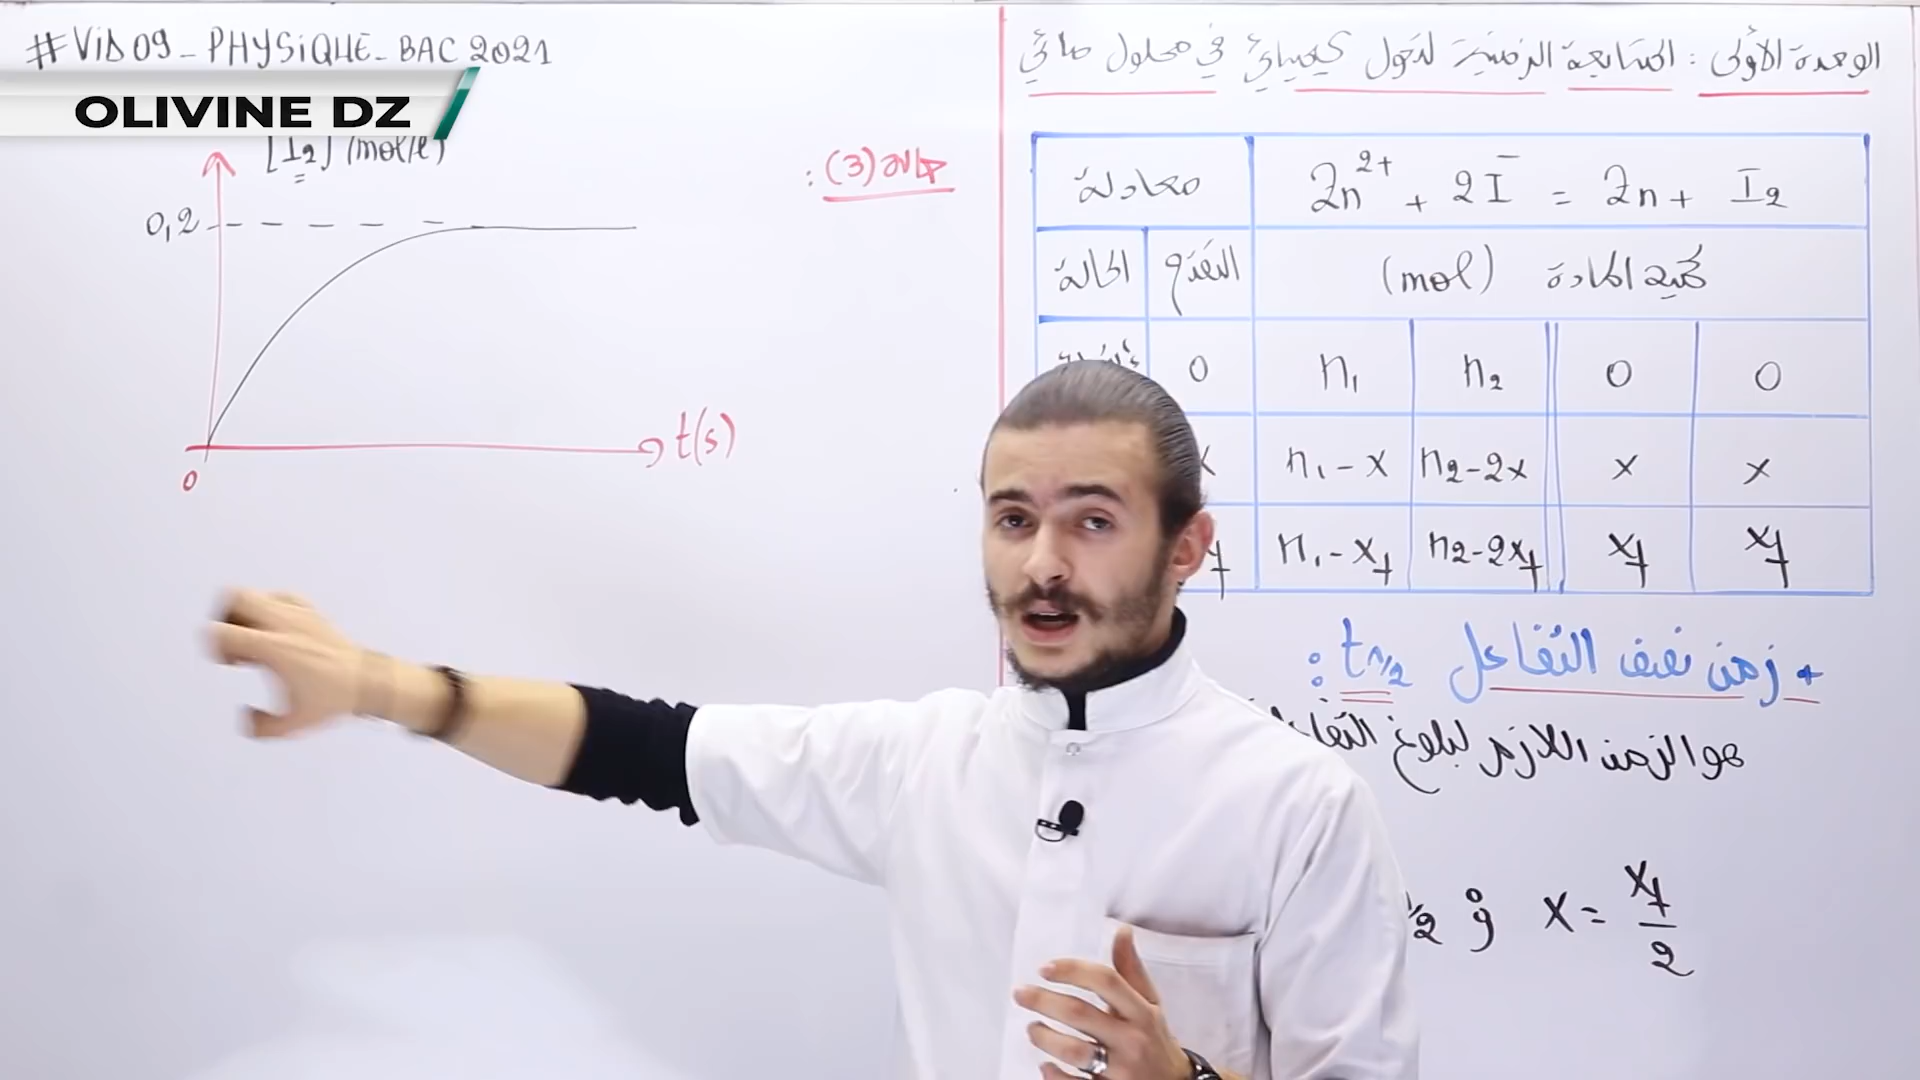 #VID09_PHYSIQUE_BAC 2021
OLIVINE DZ
[I₂] (mol/l)
0,2
t(s)
0
حالة (3) :
الوحدة الأولى : المتابعة الزمنية لتحول كيميائي في محلول مائي
معادلة Zn²⁺ + 2I⁻ = Zn + I₂
الحالة التقدم كمية المادة (mol)
0 n₁ n₂ 0 0
x n₁-x n₂-2x x x
n₁-xf n₂-2xf xf xf
+ زمن نصف التفاعل t₁/₂ :
هو الزمن اللازم لبلوغ
و x = xf/2